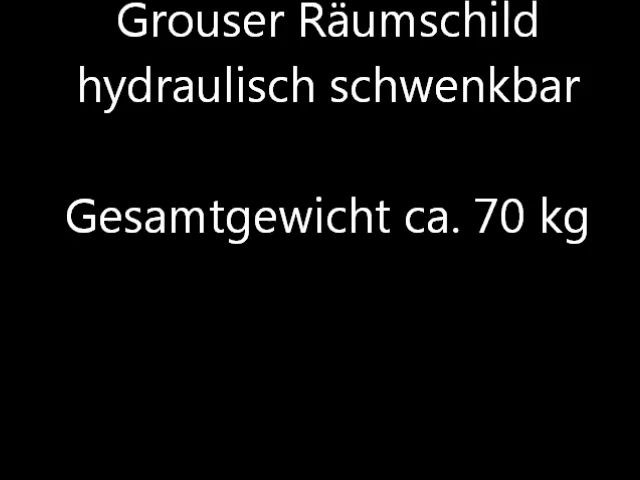 Grouser Räumschild
hydraulisch schwenkbar
Gesamtgewicht ca. 70 kg